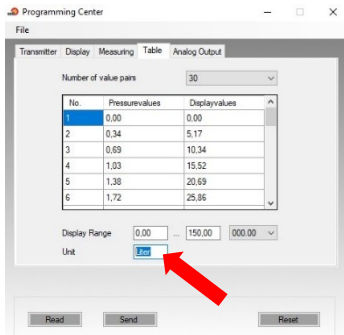 Programming Center
File
Transmitter Display Measuring Table Analog Output
Number of value pairs 30
No. Pressurevalues Displayvalues
1 0,00 0,00
2 0,34 5,17
3 0,69 10,34
4 1,03 15,52
5 1,38 20,69
6 1,72 25,86
Display Range 0,00 ... 150,00 000.00
Unit Liter
Read Send Reset